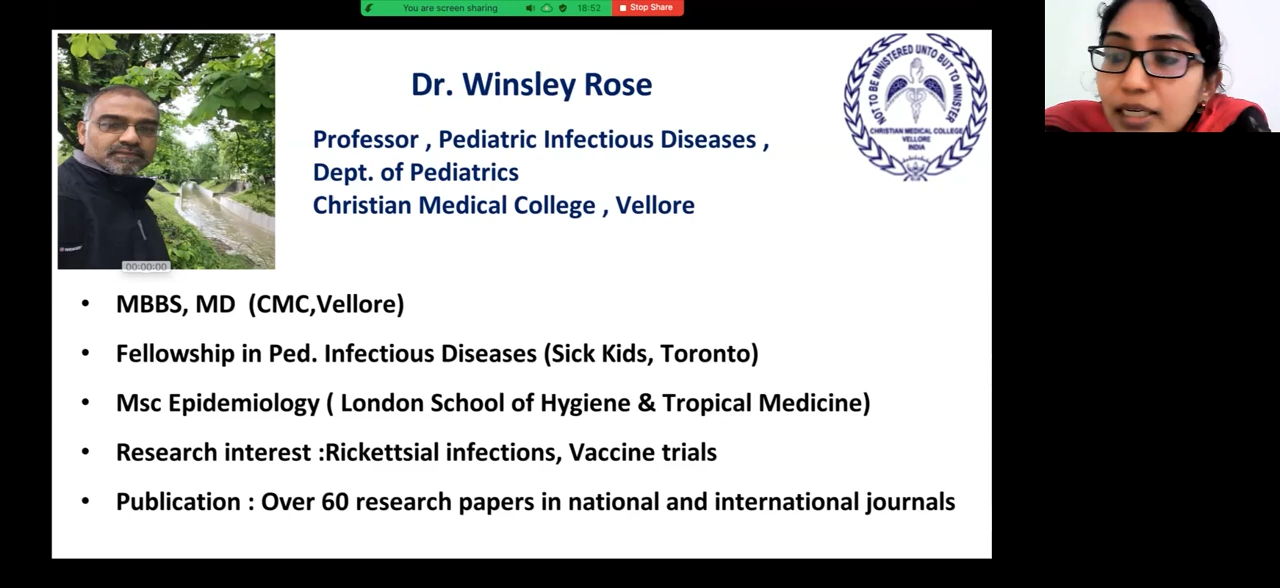 You are screen sharing
18:52
Stop Share
Dr. Winsley Rose
Professor , Pediatric Infectious Diseases ,
Dept. of Pediatrics
Christian Medical College , Vellore
NOT TO BE MINISTERED UNTO BUT TO MINISTER
CHRISTIAN MEDICAL COLLEGE
VELLORE
INDIA
00:00:00
• MBBS, MD (CMC,Vellore)
• Fellowship in Ped. Infectious Diseases (Sick Kids, Toronto)
• Msc Epidemiology ( London School of Hygiene & Tropical Medicine)
• Research interest :Rickettsial infections, Vaccine trials
• Publication : Over 60 research papers in national and international journals